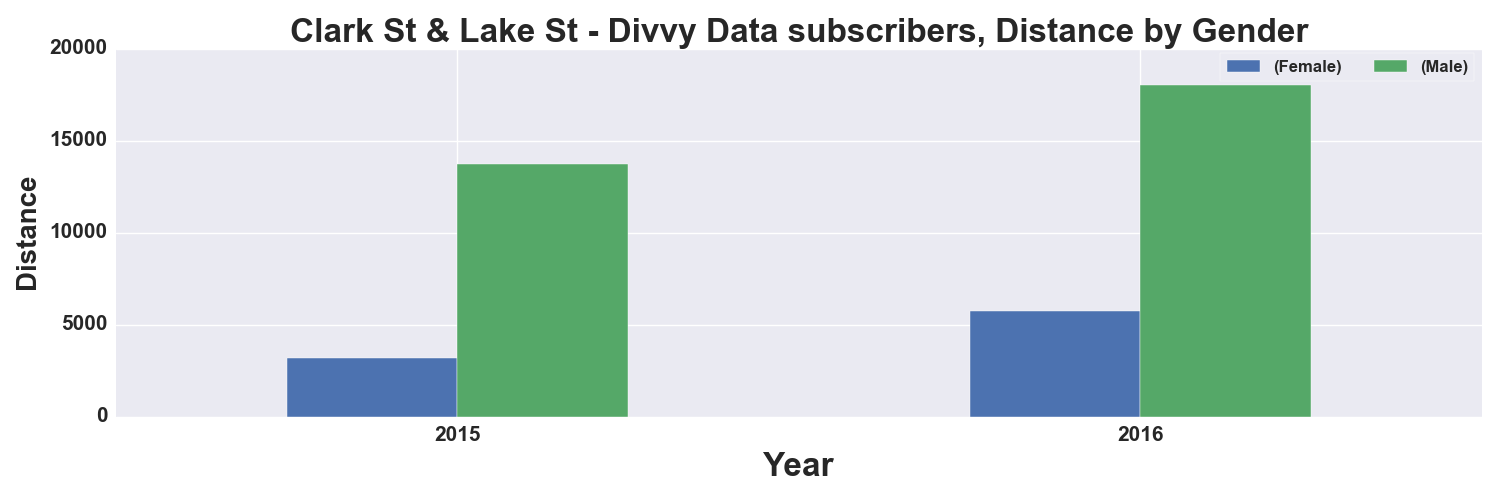 Clark St & Lake St - Divvy Data subscribers, Distance by Gender
(Female) (Male)
20000
15000
10000
5000
0
Distance
2015 2016
Year